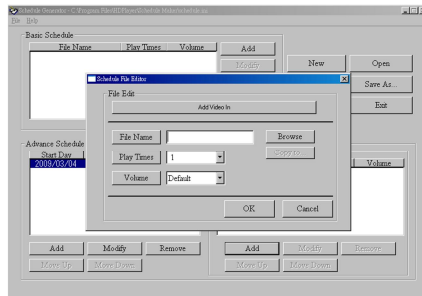 Schedule Generator - C:\Program Files\HDPlayer\Schedule Maker\schedule.ini
File Help
Basic Schedule
File Name Play Times Volume
Add
Modify
New
Open
Save As...
Exit
Schedule File Editor
File Edit
Add Video In
File Name
Browse
Play Times
1
Copy to
Volume
Default
OK
Cancel
Advance Schedule
Start Day
Volume
2009/03/04
Add
Modify
Remove
Add
Modify
Remove
Move Up
Move Down
Move Up
Move Down